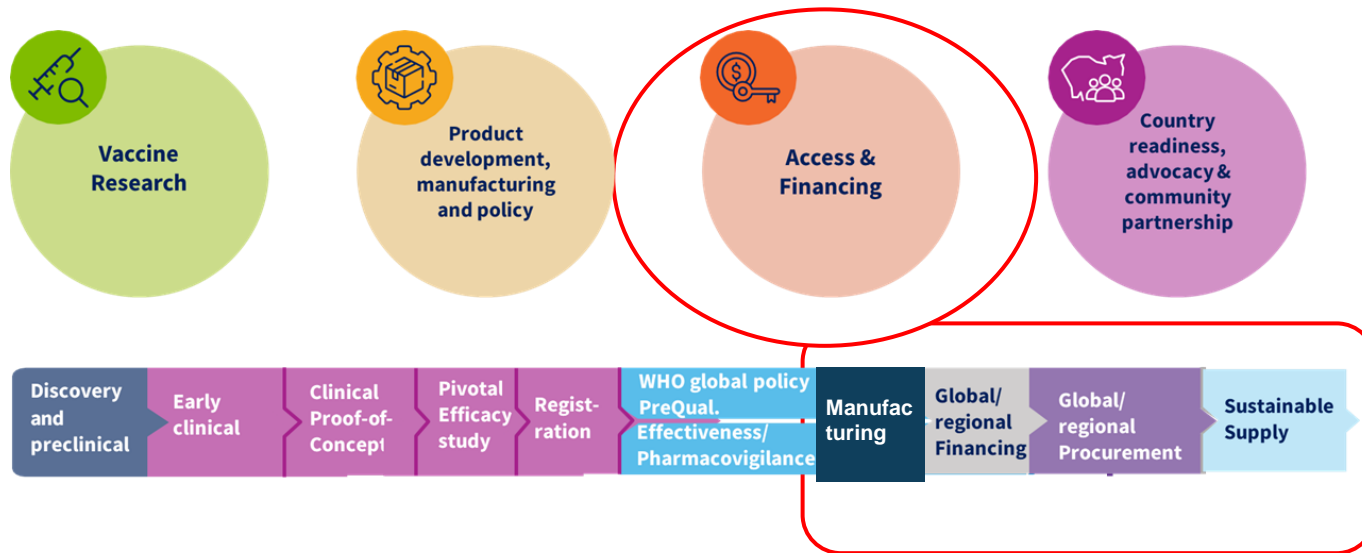 Vaccine
Research
Product
development,
manufacturing
and policy
$
Access &
Financing
Country
readiness,
advocacy &
community
partnership
Discovery
and
preclinical
Early
clinical
Clinical
Proof-of-
Concept
Pivotal
Efficacy
study
Regist-
ration
WHO global policy
PreQual.
Effectiveness/
Pharmacovigilance
Manufac
turing
Global/
regional
Financing
Global/
regional
Procurement
Sustainable
Supply